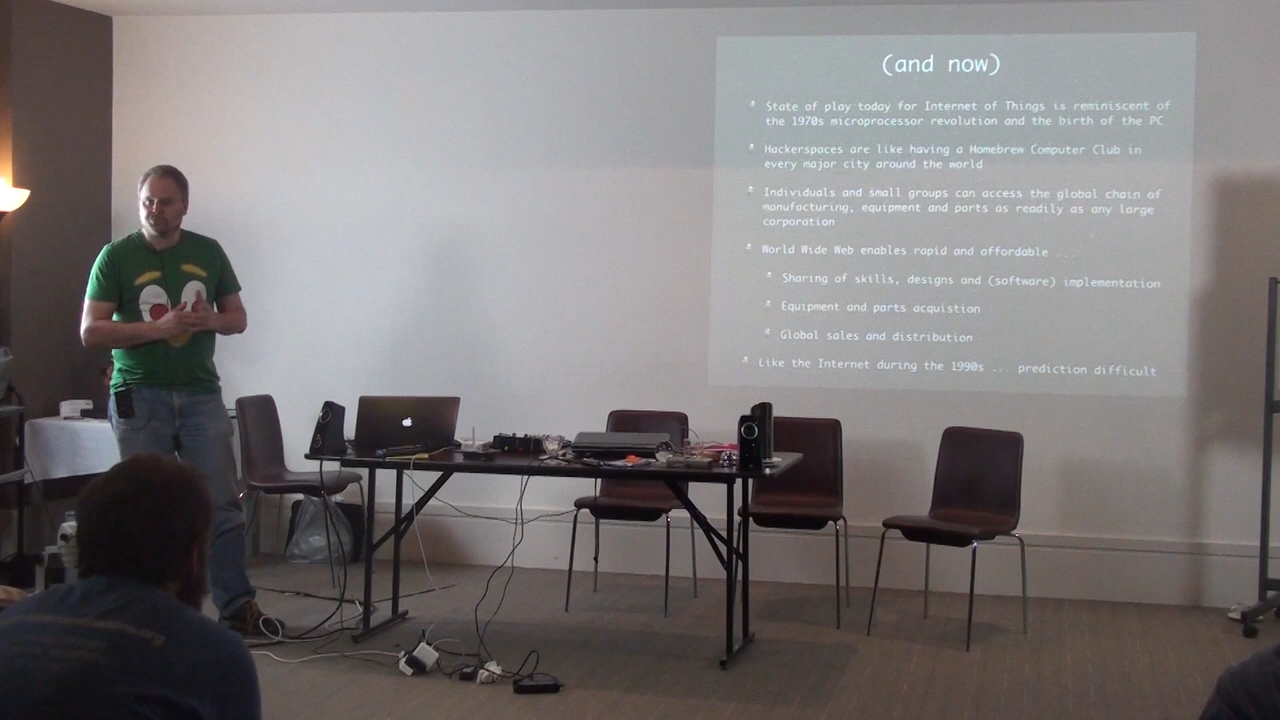 (and now)
State of play today for Internet of Things is reminiscent of
the 1970s microprocessor revolution and the birth of the PC
Hackerspaces are like having a Homebrew Computer Club in
every major city around the world
Individuals and small groups can access the global chain of
manufacturing, equipment and parts as readily as any large
corporation
World Wide Web enables rapid and affordable ...
Sharing of skills, designs and (software) implementation
Equipment and parts acquistion
Global sales and distribution
Like the Internet during the 1990s ... prediction difficult